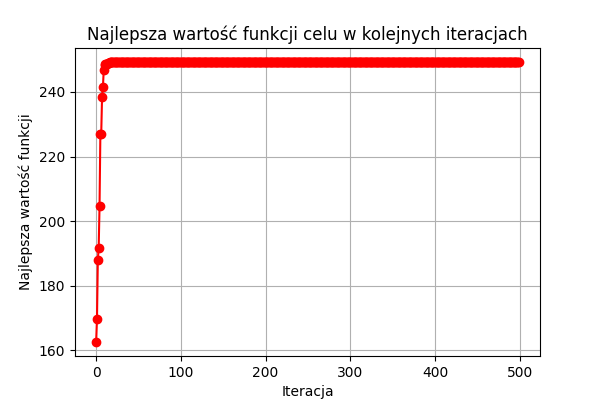 Najlepsza wartość funkcji celu w kolejnych iteracjach
Najlepsza wartość funkcji
240
220
200
180
160
0 100 200 300 400 500
Iteracja